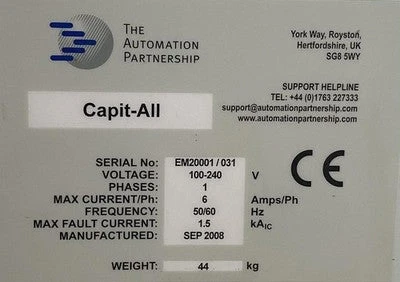 THE
AUTOMATION
PARTNERSHIP
York Way, Royston,
Hertfordshire, UK
SG8 5WY
Capit-All
SUPPORT HELPLINE
TEL: +44 (0)1763 227333
support@automationpartnership.com
www.automationpartnership.com
SERIAL No: EM20001 / 031
VOLTAGE: 100-240 V
PHASES: 1
MAX CURRENT/Ph: 6 Amps/Ph
FREQUENCY: 50/60 Hz
MAX FAULT CURRENT: 1.5 kAIC
MANUFACTURED: SEP 2008
CE
WEIGHT: 44 kg